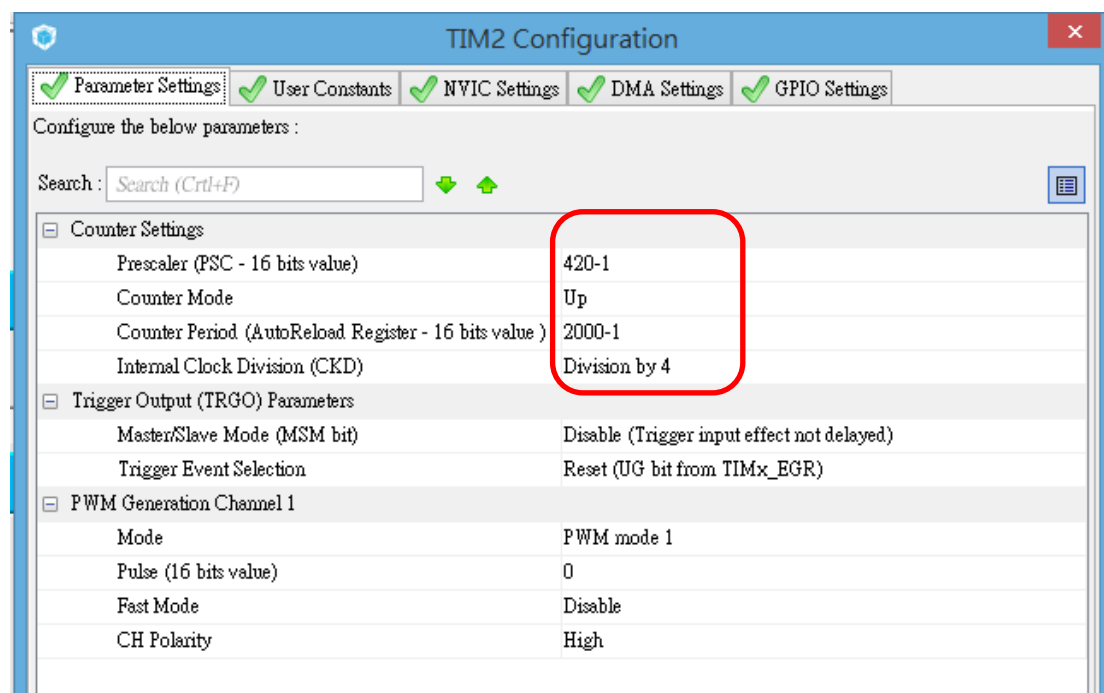 TIM2 Configuration
Parameter Settings User Constants NVIC Settings DMA Settings GPIO Settings
Configure the below parameters :
Search : Search (Crtl+F)
Counter Settings
Prescaler (PSC - 16 bits value) 420-1
Counter Mode Up
Counter Period (AutoReload Register - 16 bits value ) 2000-1
Internal Clock Division (CKD) Division by 4
Trigger Output (TRGO) Parameters
Master/Slave Mode (MSM bit) Disable (Trigger input effect not delayed)
Trigger Event Selection Reset (UG bit from TIMx_EGR)
PWM Generation Channel 1
Mode PWM mode 1
Pulse (16 bits value) 0
Fast Mode Disable
CH Polarity High